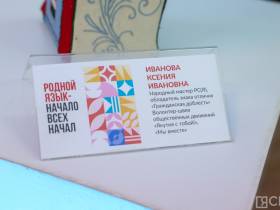 РОДНОЙ
ЯЗЫК-
НАЧАЛО
ВСЕХ
НАЧАЛ
ИВАНОВА
КСЕНИЯ
ИВАНОВНА
Народный мастер РС(Я),
обладатель знака отличия
«Гражданская доблесть»
Волонтер швея
общественных движений
«Якутия с тобой!»,
«Мы вместе»